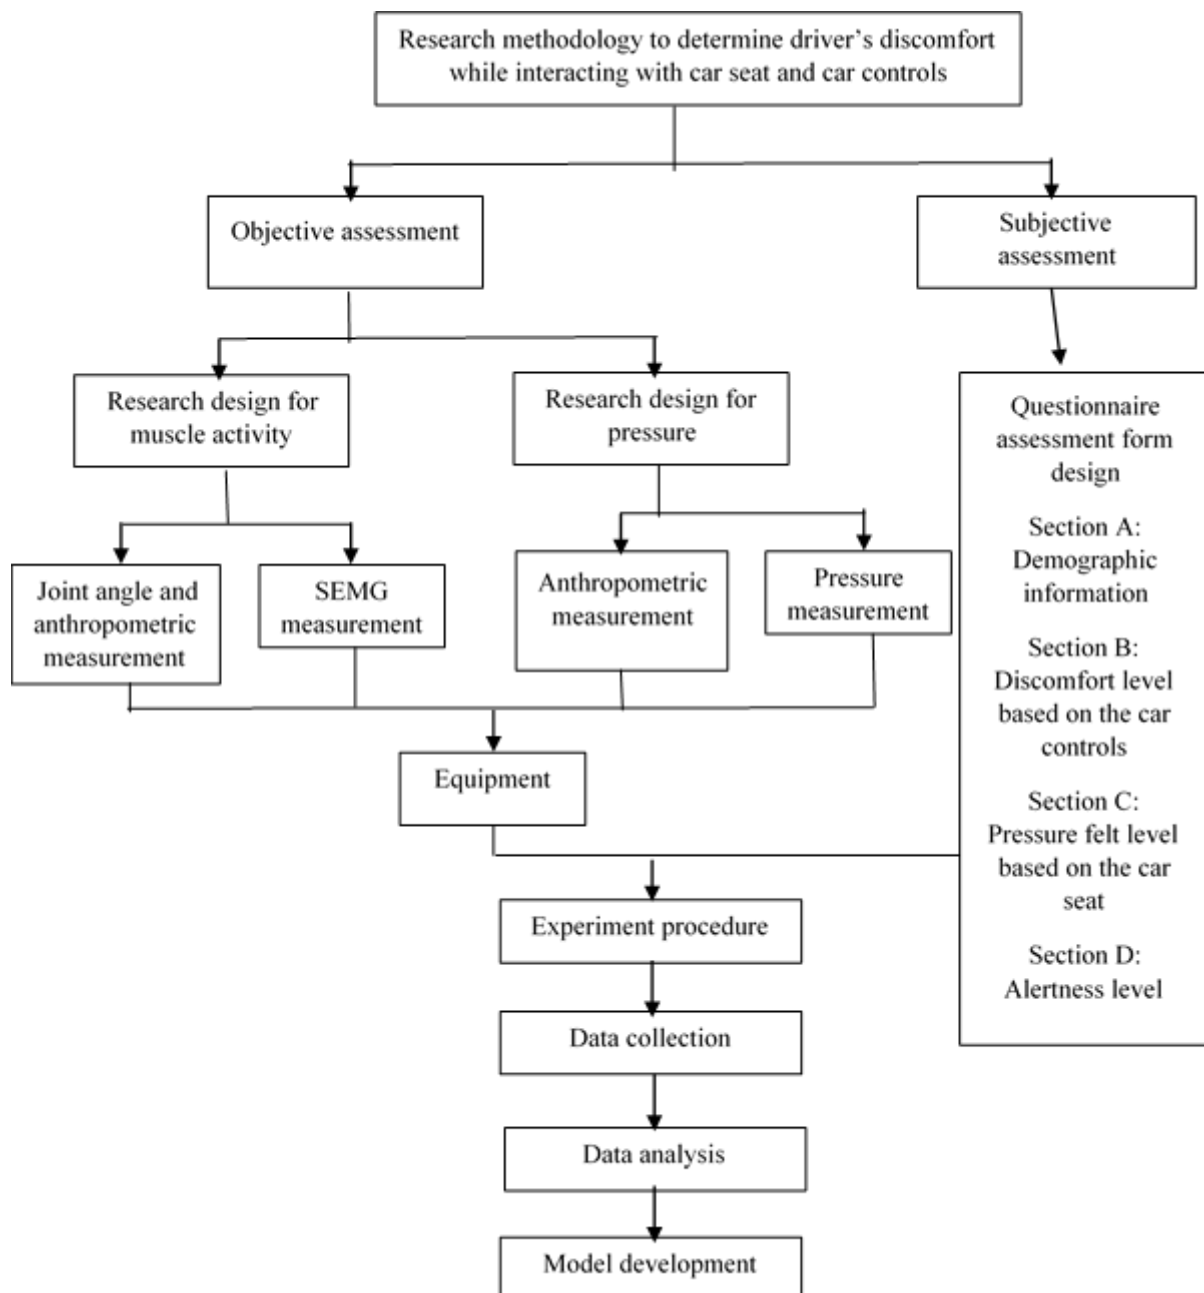 Research methodology to determine driver's discomfort
while interacting with car seat and car controls
Objective assessment
Subjective
assessment
Research design for
muscle activity
Research design for
pressure
Joint angle and
anthropometric
measurement
SEMG
measurement
Anthropometric
measurement
Pressure
measurement
Questionnaire
assessment form
design
Section A:
Demographic
information
Section B:
Discomfort level
based on the car
controls
Section C:
Pressure felt level
based on the car
seat
Section D:
Alertness level
Equipment
Experiment procedure
Data collection
Data analysis
Model development